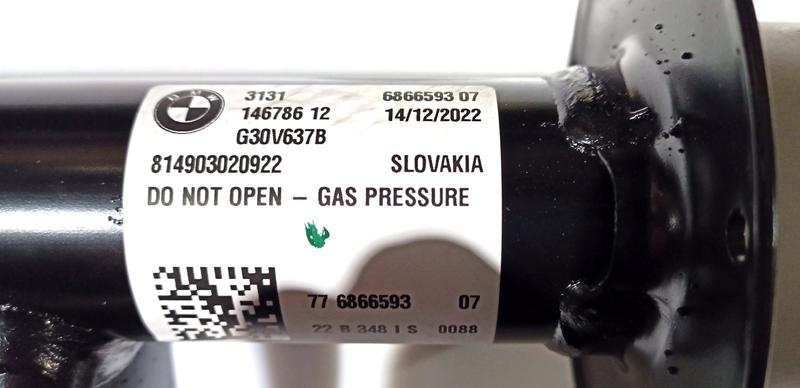 BMW
3131 6866593 07
146786 12 14/12/2022
G30V637B
814903020922 SLOVAKIA
DO NOT OPEN – GAS PRESSURE
77 6866593 07
22 B 348 I S 0088